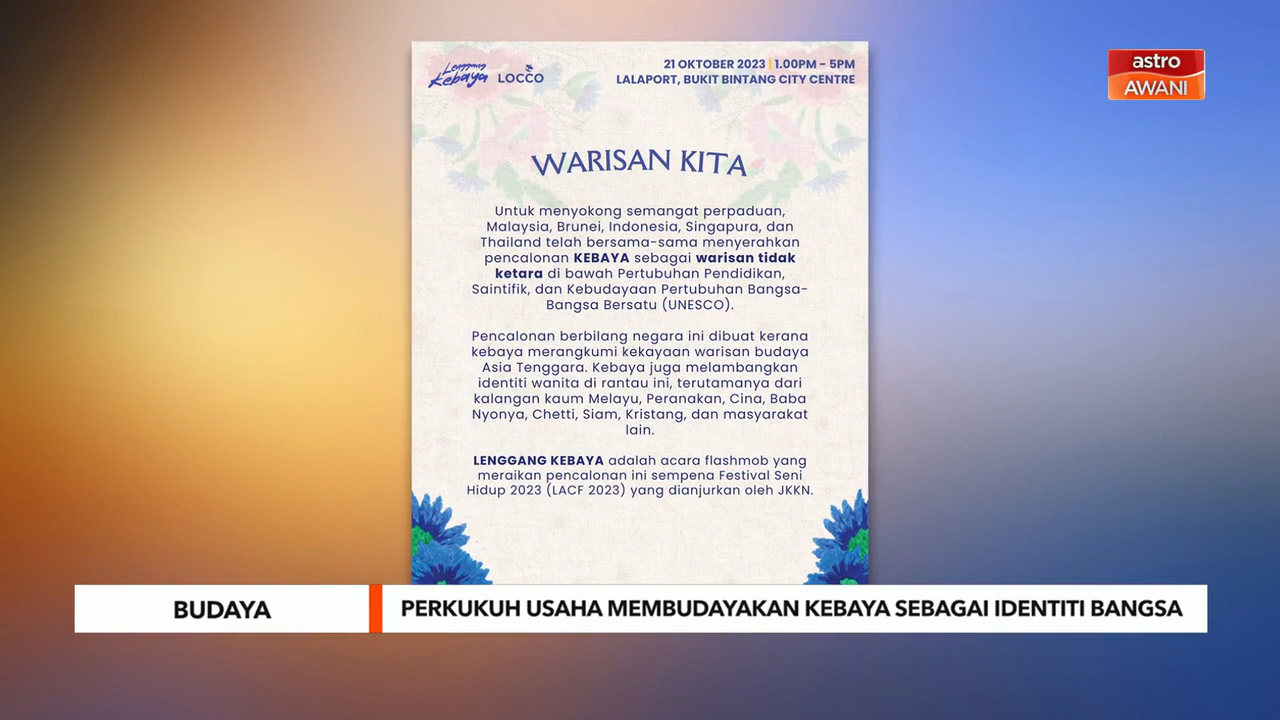 Lenggang
Kebaya
LOCCO
21 OKTOBER 2023 | 1.00PM - 5PM
LALAPORT, BUKIT BINTANG CITY CENTRE
astro
AWANI
WARISAN KITA
Untuk menyokong semangat perpaduan,
Malaysia, Brunei, Indonesia, Singapura, dan
Thailand telah bersama-sama menyerahkan
pencalonan KEBAYA sebagai warisan tidak
ketara di bawah Pertubuhan Pendidikan,
Saintifik, dan Kebudayaan Pertubuhan Bangsa-
Bangsa Bersatu (UNESCO).
Pencalonan berbilang negara ini dibuat kerana
kebaya merangkumi kekayaan warisan budaya
Asia Tenggara. Kebaya juga melambangkan
identiti wanita di rantau ini, terutamanya dari
kalangan kaum Melayu, Peranakan, Cina, Baba
Nyonya, Chetti, Siam, Kristang, dan masyarakat
lain.
LENGGANG KEBAYA adalah acara flashmob yang
meraikan pencalonan ini sempena Festival Seni
Hidup 2023 (LACF 2023) yang dianjurkan oleh JKKN.
BUDAYA
PERKUKUH USAHA MEMBUDAYAKAN KEBAYA SEBAGAI IDENTITI BANGSA